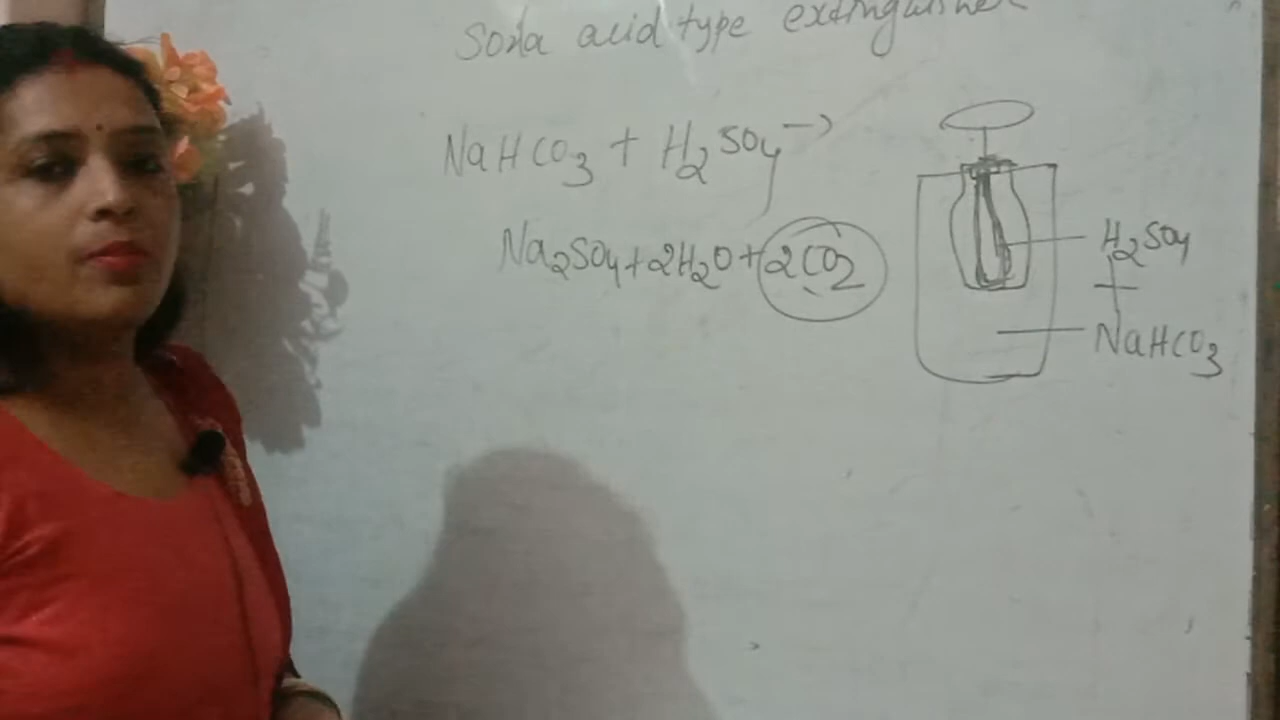 Soda acid type extinguisher
NaHCO3 + H2SO4 →
Na2SO4 + 2H2O + 2CO2
H2SO4
+
NaHCO3